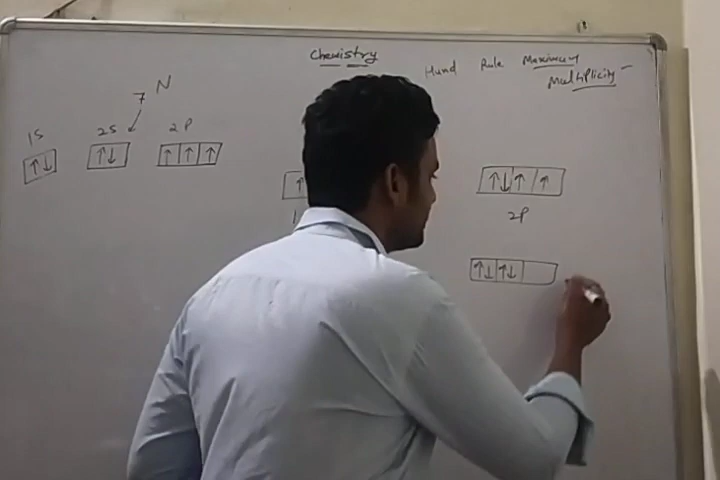 Chemistry
Hund Rule Maximum
Multiplicity
7 N
1S 2S 2P
↑↓ ↑↓ ↑ ↑ ↑
↑ ↑↓ ↑ ↑
2P
↑↓ ↑↓